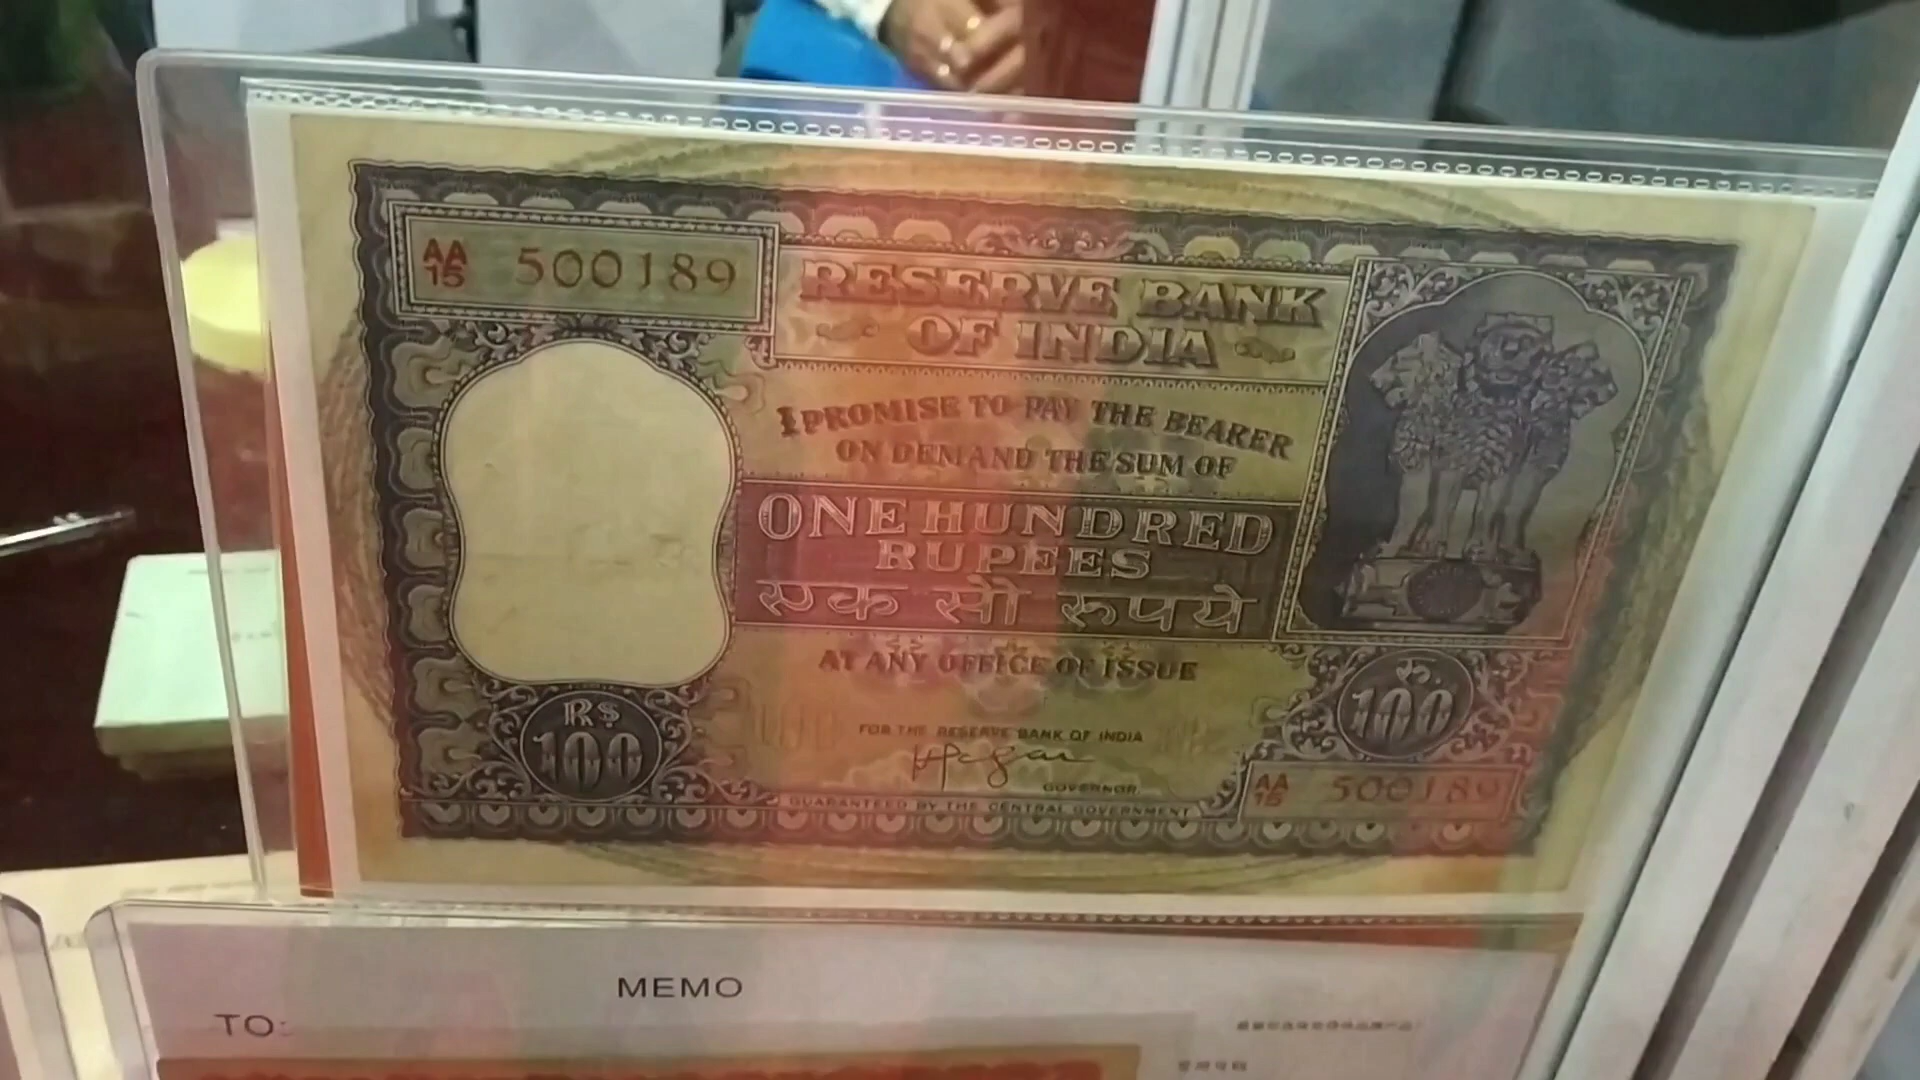 AA
15 500189
RESERVE BANK
OF INDIA
I PROMISE TO PAY THE BEARER
ON DEMAND THE SUM OF
ONE HUNDRED
RUPEES
एक सौ रुपये
AT ANY OFFICE OF ISSUE
RS
100
रु.
100
FOR THE RESERVE BANK OF INDIA
GOVERNOR
GUARANTEED BY THE CENTRAL GOVERNMENT
AA
15 500189
MEMO
TO: